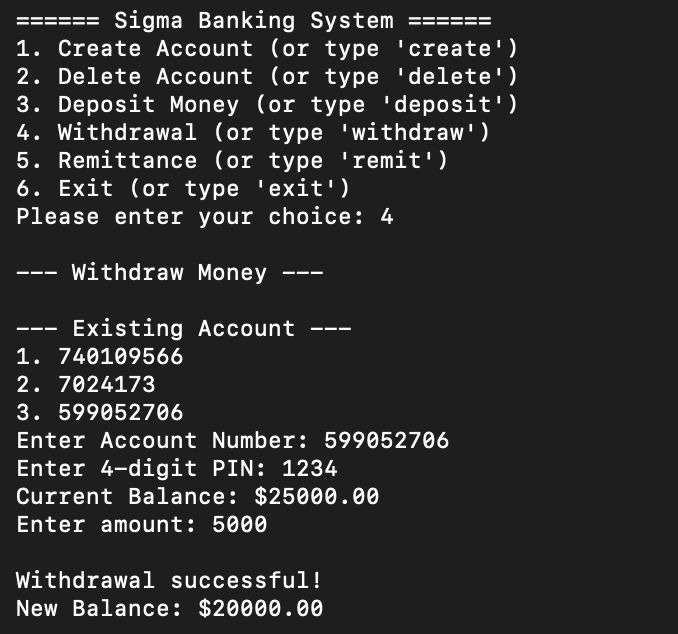 ====== Sigma Banking System ======
1. Create Account (or type 'create')
2. Delete Account (or type 'delete')
3. Deposit Money (or type 'deposit')
4. Withdrawal (or type 'withdraw')
5. Remittance (or type 'remit')
6. Exit (or type 'exit')
Please enter your choice: 4
--- Withdraw Money ---
--- Existing Account ---
1. 740109566
2. 7024173
3. 599052706
Enter Account Number: 599052706
Enter 4-digit PIN: 1234
Current Balance: $25000.00
Enter amount: 5000
Withdrawal successful!
New Balance: $20000.00